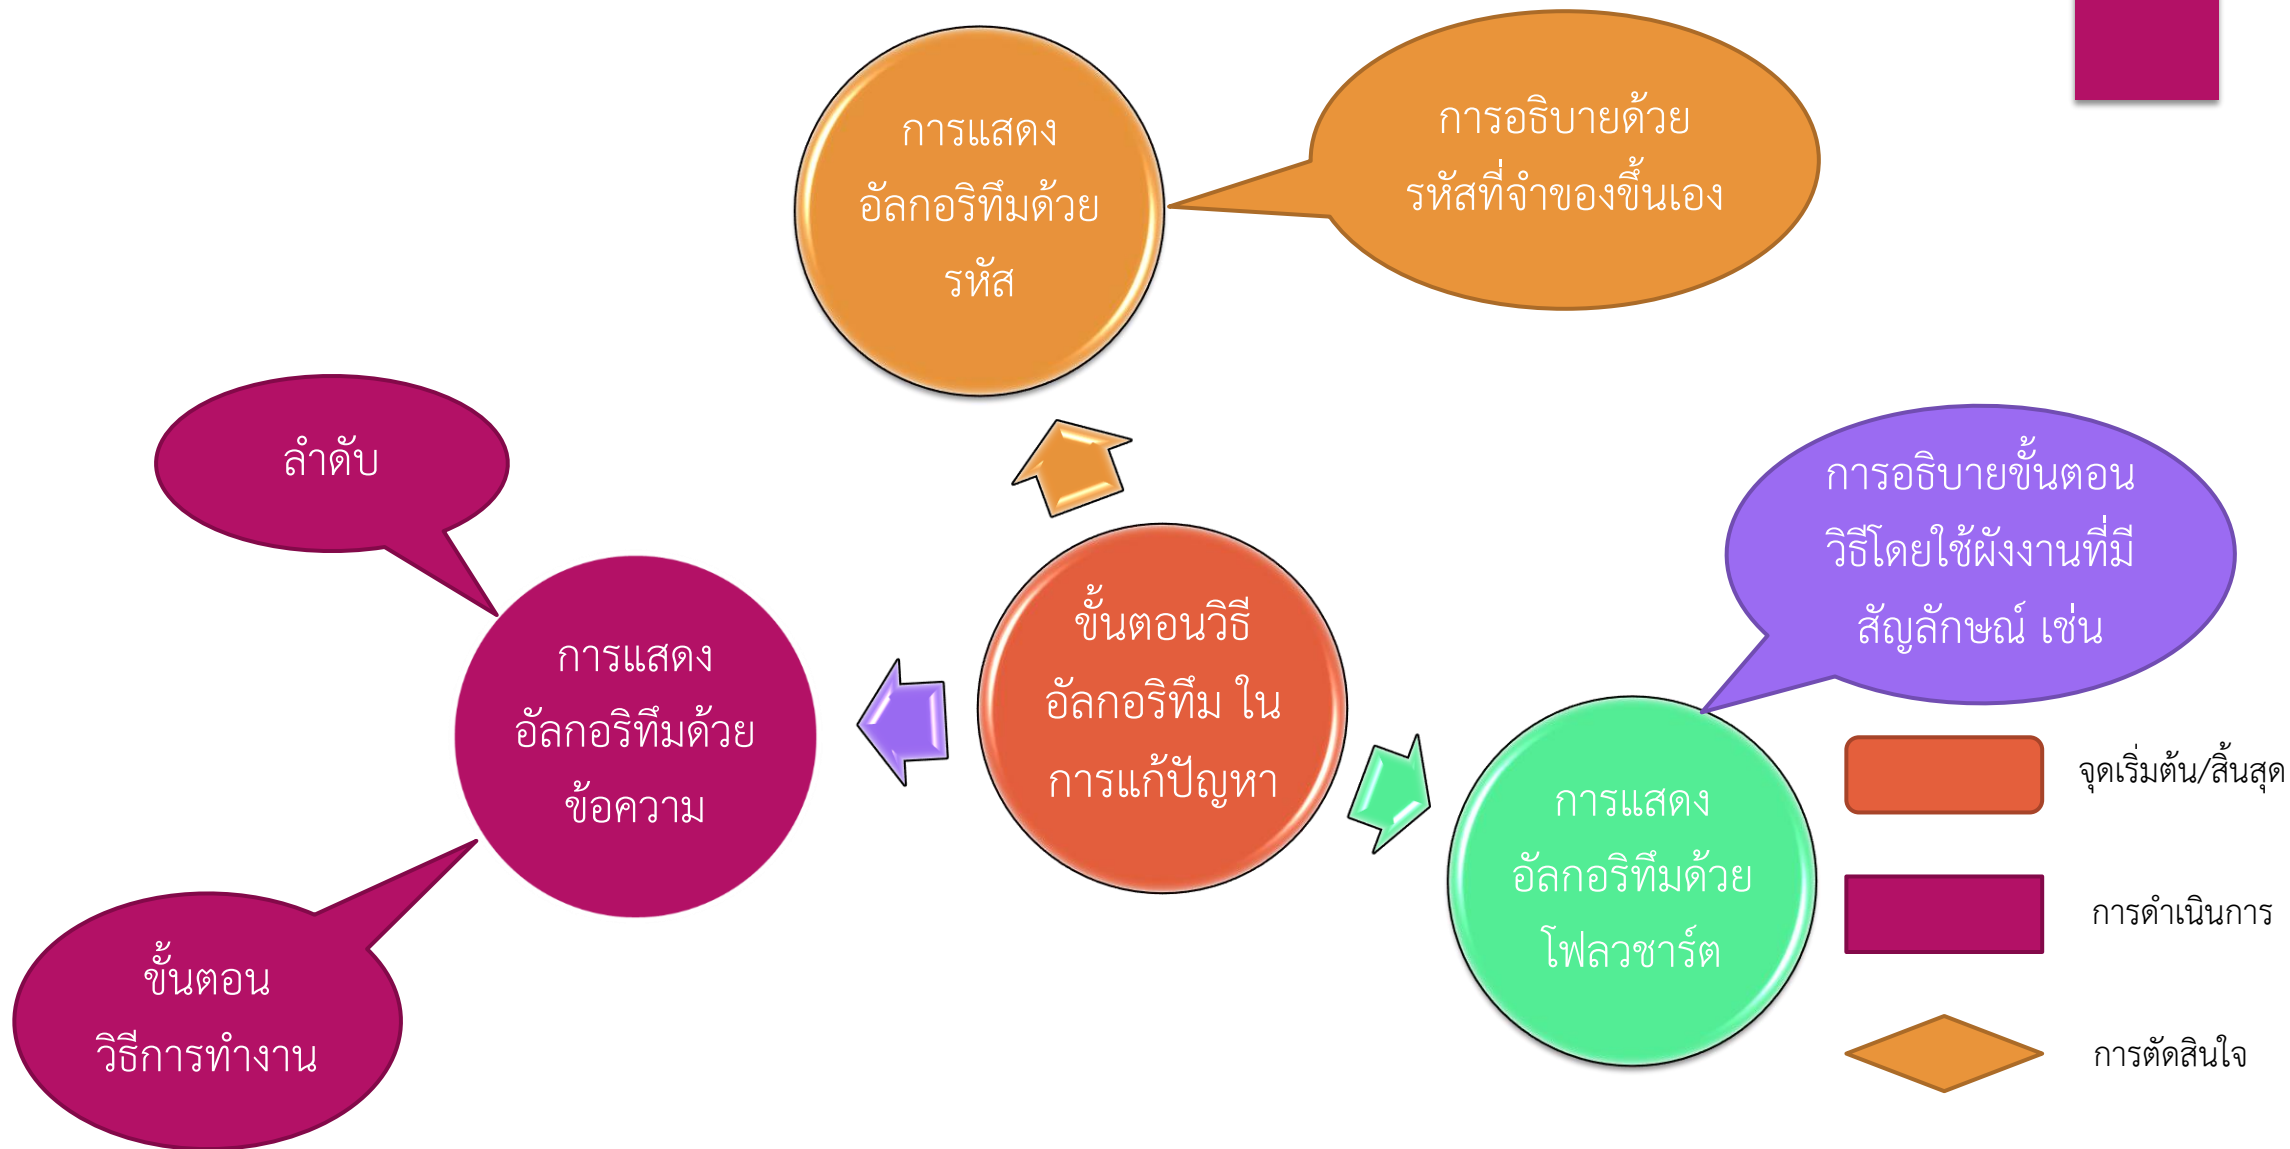 การแสดง
อัลกอริทึมด้วย
รหัส
การอธิบายด้วย
รหัสที่จำของขึ้นเอง
ลำดับ
การแสดง
อัลกอริทึมด้วย
ข้อความ
ขั้นตอน
วิธีการทำงาน
ขั้นตอนวิธี
อัลกอริทึม ใน
การแก้ปัญหา
การอธิบายขั้นตอน
วิธีโดยใช้ผังงานที่มี
สัญลักษณ์ เช่น
การแสดง
อัลกอริทึมด้วย
โฟลวชาร์ต
จุดเริ่มต้น/สิ้นสุด
การดำเนินการ
การตัดสินใจ